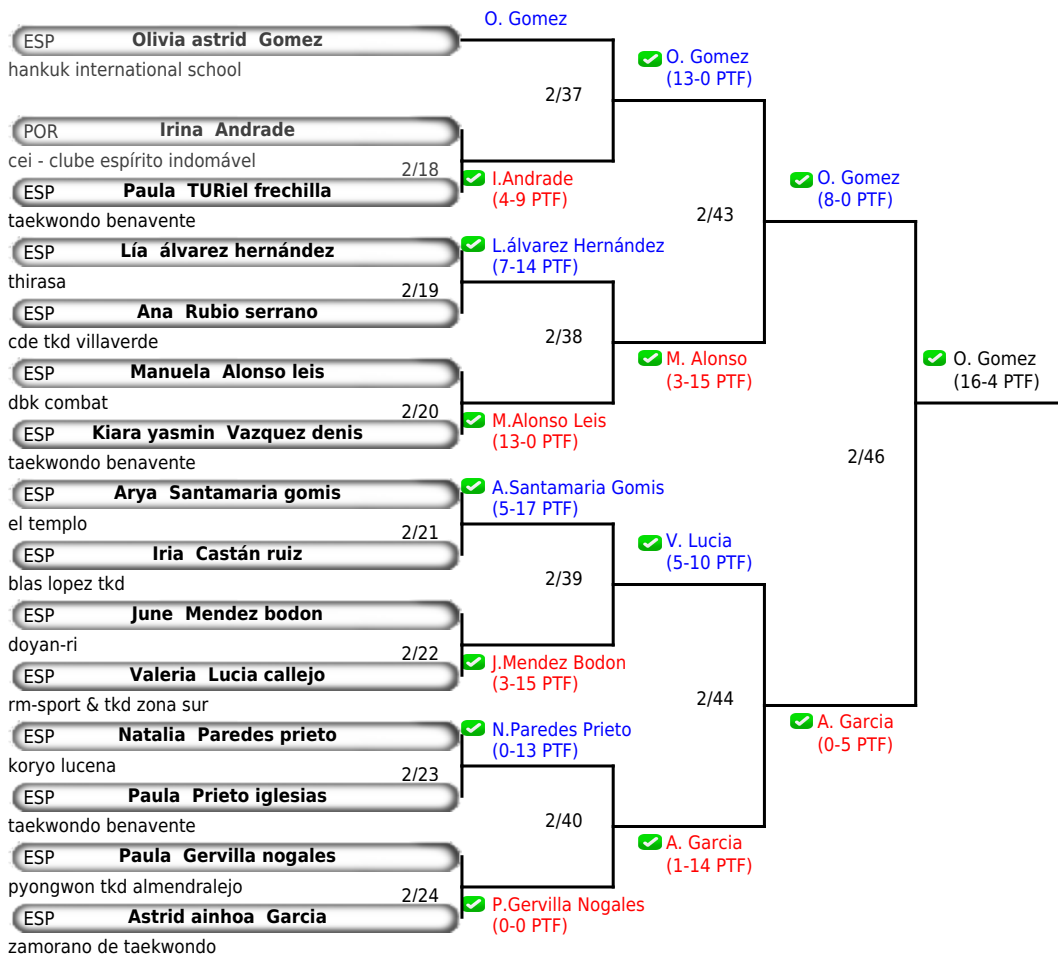 O. Gomez
ESP Olivia astrid Gomez
hankuk international school
O. Gomez
(13-0 PTF)
2/37
POR Irina Andrade
cei - clube espírito indomável
2/18
I.Andrade
(4-9 PTF)
ESP Paula TURiel frechilla
taekwondo benavente
O. Gomez
(8-0 PTF)
2/43
ESP Lía álvarez hernández
thirasa
L.álvarez Hernández
(7-14 PTF)
2/19
ESP Ana Rubio serrano
cde tkd villaverde
2/38
ESP Manuela Alonso leis
dbk combat
M. Alonso
(3-15 PTF)
O. Gomez
(16-4 PTF)
2/20
M.Alonso Leis
(13-0 PTF)
ESP Kiara yasmin Vazquez denis
taekwondo benavente
2/46
ESP Arya Santamaria gomis
el templo
A.Santamaria Gomis
(5-17 PTF)
2/21
ESP Iria Castán ruiz
blas lopez tkd
V. Lucia
(5-10 PTF)
2/39
ESP June Mendez bodon
doyan-ri
2/22
J.Mendez Bodon
(3-15 PTF)
ESP Valeria Lucia callejo
rm-sport & tkd zona sur
2/44
ESP Natalia Paredes prieto
koryo lucena
N.Paredes Prieto
(0-13 PTF)
A. Garcia
(0-5 PTF)
2/23
ESP Paula Prieto iglesias
taekwondo benavente
2/40
ESP Paula Gervilla nogales
pyongwon tkd almendralejo
A. Garcia
(1-14 PTF)
2/24
P.Gervilla Nogales
(0-0 PTF)
ESP Astrid ainhoa Garcia
zamorano de taekwondo